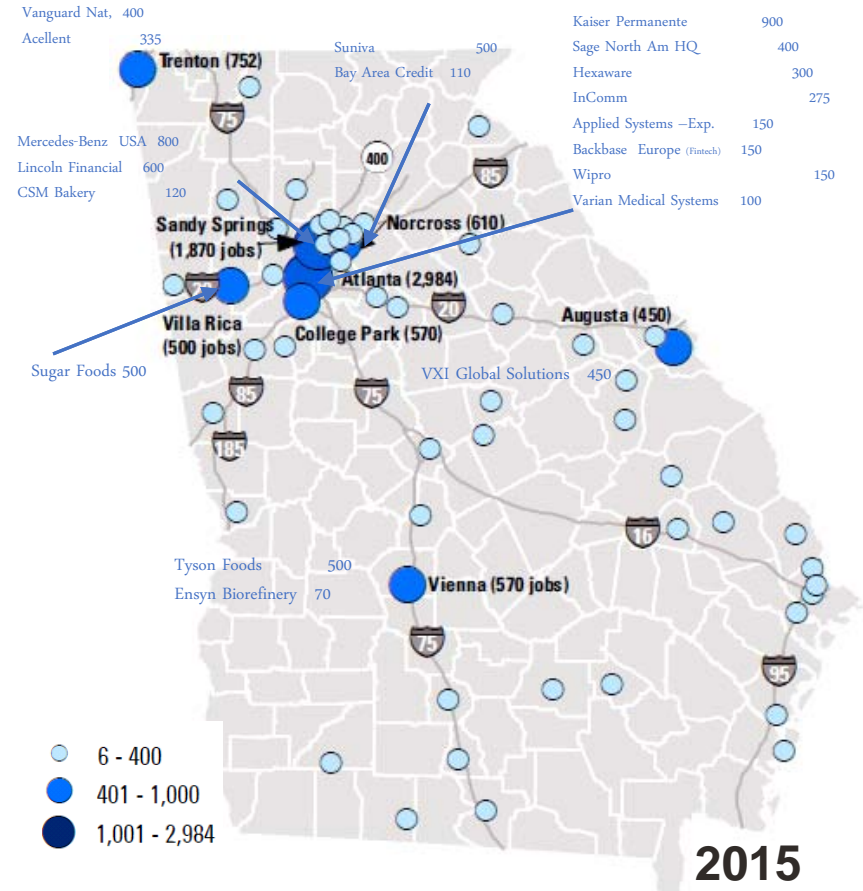 Vanguard Nat, 400
Acellent 335
Suniva 500
Bay Area Credit 110
Kaiser Permanente 900
Sage North Am HQ 400
Hexaware 300
InComm 275
Applied Systems –Exp. 150
Backbase Europe (Fintech) 150
Wipro 150
Varian Medical Systems 100
Trenton (752)
75
Mercedes-Benz USA 800
Lincoln Financial 600
CSM Bakery 120
400
85
Sandy Springs
(1,870 jobs)
Norcross (610)
Atlanta (2,984)
20
20
Villa Rica
(500 jobs)
College Park (570)
Augusta (450)
Sugar Foods 500
VXI Global Solutions 450
85
75
185
16
Tyson Foods 500
Ensyn Biorefinery 70
Vienna (570 jobs)
75
95
6 - 400
401 - 1,000
1,001 - 2,984
2015